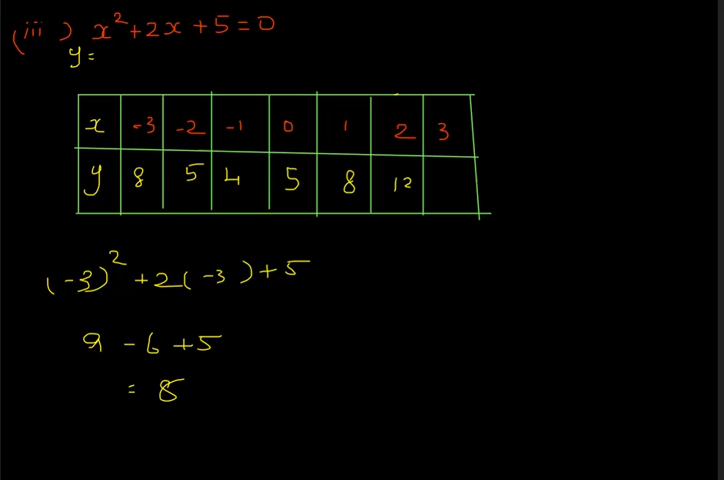 (iii) x²+2x+5=0
y=
x -3 -2 -1 0 1 2 3
y 8 5 4 5 8 12
(-3)²+2(-3)+5
9-6+5
=8